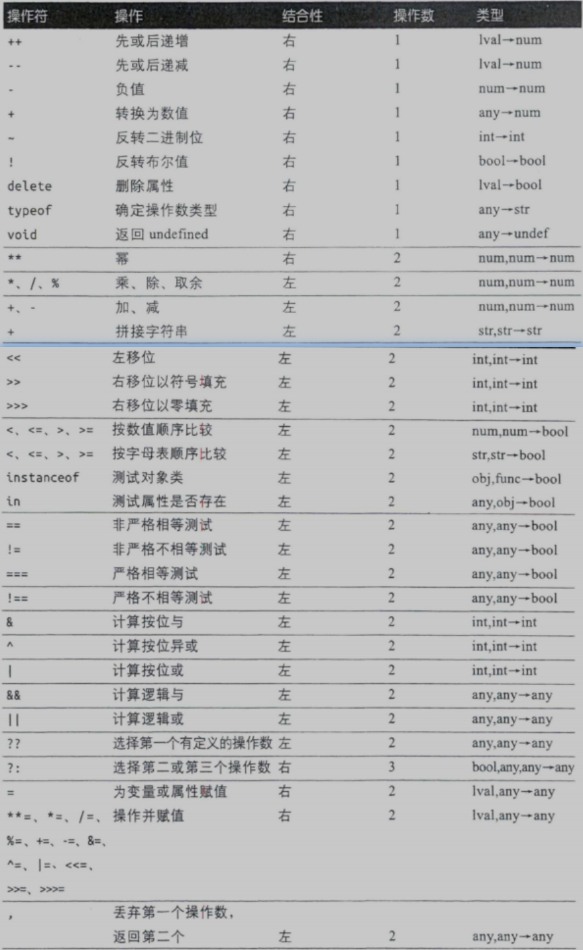 操作符 操作 结合性 操作数 类型
++ 先或后递增 右 1 lval→num
-- 先或后递减 右 1 lval→num
- 负值 右 1 num→num
+ 转换为数值 右 1 any→num
~ 反转二进制位 右 1 int→int
! 反转布尔值 右 1 bool→bool
delete 删除属性 右 1 lval→bool
typeof 确定操作数类型 右 1 any→str
void 返回 undefined 右 1 any→undef
** 幂 右 2 num,num→num
*、/、% 乘、除、取余 左 2 num,num→num
+、- 加、减 左 2 num,num→num
+ 拼接字符串 左 2 str,str→str
<< 左移位 左 2 int,int→int
>> 右移位以符号填充 左 2 int,int→int
>>> 右移位以零填充 左 2 int,int→int
<、<=、>、>= 按数值顺序比较 左 2 num,num→bool
<、<=、>、>= 按字母表顺序比较 左 2 str,str→bool
instanceof 测试对象类 左 2 obj,func→bool
in 测试属性是否存在 左 2 any,obj→bool
== 非严格相等测试 左 2 any,any→bool
!= 非严格不相等测试 左 2 any,any→bool
=== 严格相等测试 左 2 any,any→bool
!== 严格不相等测试 左 2 any,any→bool
& 计算按位与 左 2 int,int→int
^ 计算按位异或 左 2 int,int→int
| 计算按位或 左 2 int,int→int
&& 计算逻辑与 左 2 any,any→any
|| 计算逻辑或 左 2 any,any→any
?? 选择第一个有定义的操作数 左 2 any,any→any
?: 选择第二或第三个操作数 右 3 bool,any,any→any
= 为变量或属性赋值 右 2 lval,any→any
**=、*=、/=、 操作并赋值 右 2 lval,any→any
%=、+=、-=、&=、
^=、|=、<<=、
>>=、>>>=
, 丢弃第一个操作数，
返回第二个 左 2 any,any→any